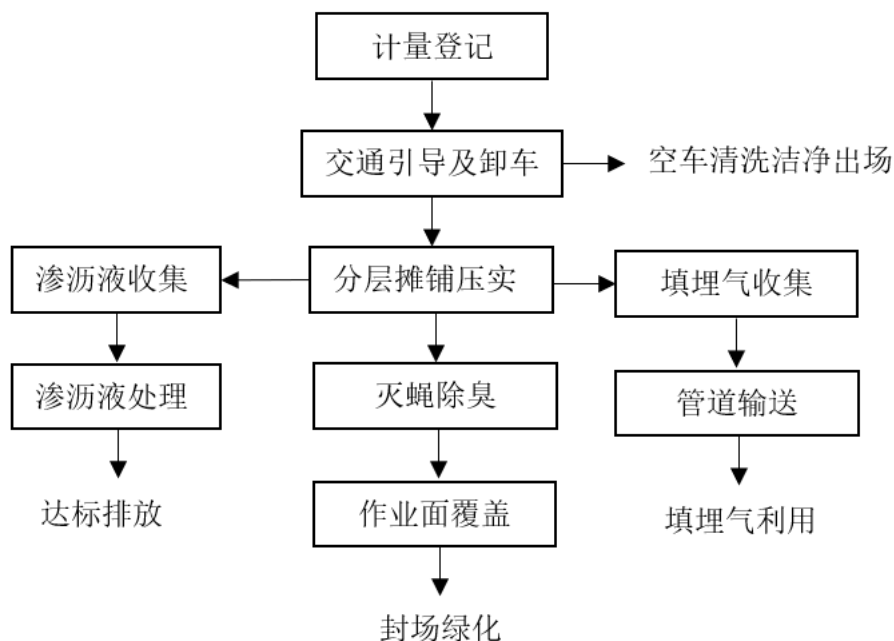 计量登记
交通引导及卸车
空车清洗洁净出场
渗沥液收集
分层摊铺压实
填埋气收集
渗沥液处理
灭蝇除臭
管道输送
达标排放
作业面覆盖
填埋气利用
封场绿化